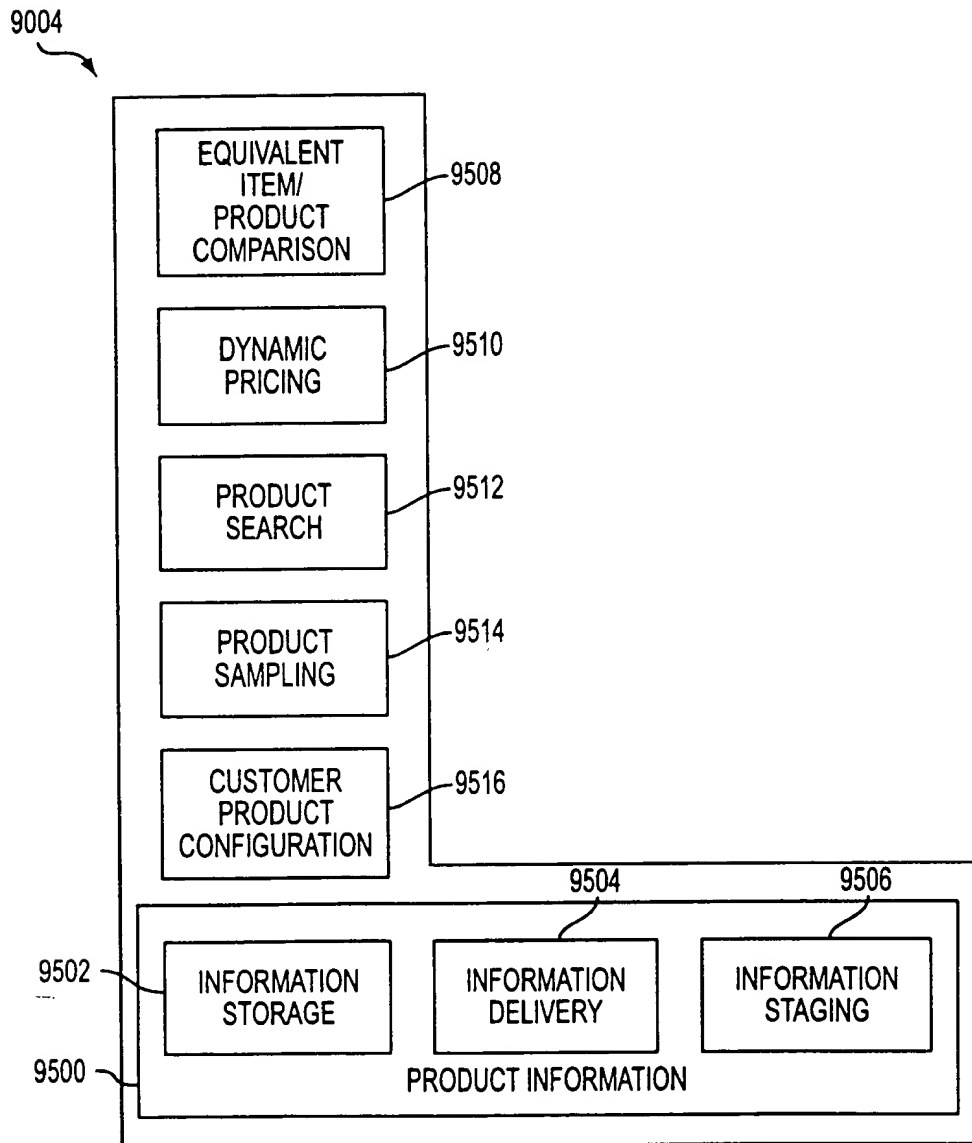 9004
EQUIVALENT
ITEM/
PRODUCT
COMPARISON
9508
DYNAMIC
PRICING
9510
PRODUCT
SEARCH
9512
PRODUCT
SAMPLING
9514
CUSTOMER
PRODUCT
CONFIGURATION
9516
9504
9506
9502
INFORMATION
STORAGE
INFORMATION
DELIVERY
INFORMATION
STAGING
9500
PRODUCT INFORMATION